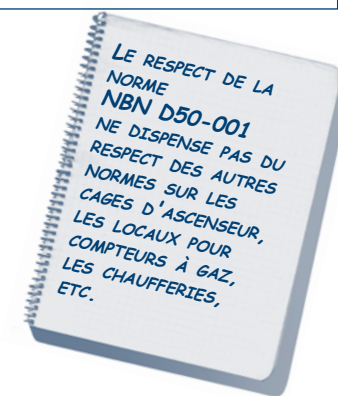 LE RESPECT DE LA
NORME
NBN D50-001
NE DISPENSE PAS DU
RESPECT DES AUTRES
NORMES SUR LES
CAGES D'ASCENSEUR,
LES LOCAUX POUR
COMPTEURS À GAZ,
LES CHAUFFERIES,
ETC.